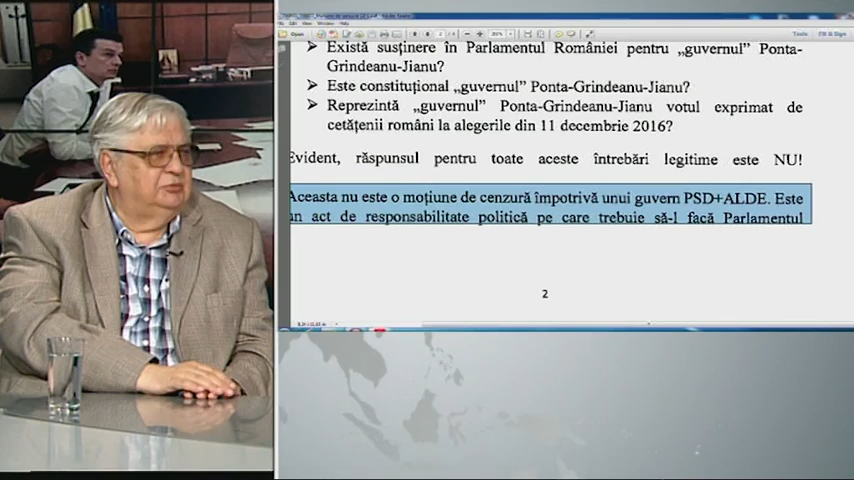 Există susținere în Parlamentul României pentru „guvernul” Ponta-
Grindeanu-Jianu?
Este constituțional „guvernul” Ponta-Grindeanu-Jianu?
Reprezintă „guvernul” Ponta-Grindeanu-Jianu votul exprimat de
cetățenii români la alegerile din 11 decembrie 2016?
Evident, răspunsul pentru toate aceste întrebări legitime este NU!
Aceasta nu este o moțiune de cenzură împotrivă unui guvern PSD+ALDE. Este
un act de responsabilitate politică pe care trebuie să-l facă Parlamentul
2